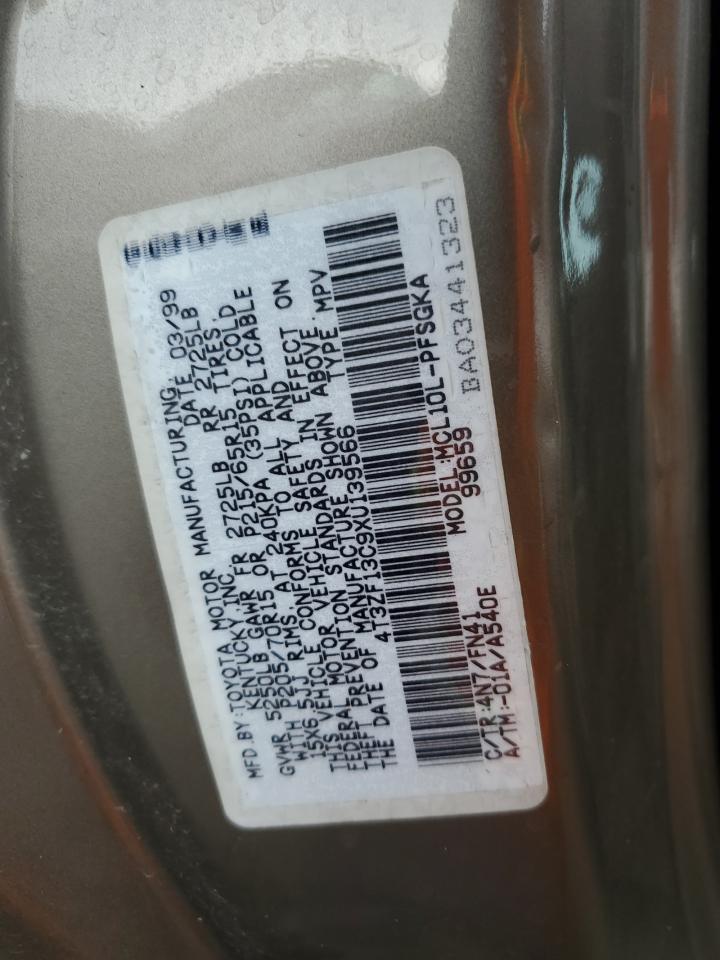 MFD.BY:TOYOTA MOTOR MANUFACTURING, 03/99
KENTUCKY,INC. DATE
GVWR 5250LB GAWR FR 2725LB RR 2725LB
WITH P205/70R15 OR P215/65R15 TIRES,
15X6.5JJ RIMS, AT 240KPA (35PSI) COLD
THIS VEHICLE CONFORMS TO ALL APPLICABLE
FEDERAL MOTOR VEHICLE SAFETY AND
THEFT PREVENTION STANDARDS IN EFFECT ON
THE DATE OF MANUFACTURE SHOWN ABOVE.
4T3ZF13C9XU139566 TYPE MPV
MODEL:MCL10L-PFSGKA
C/TR:4N7/FN41 99659
A/TM:-01A/A540E
BA03441323